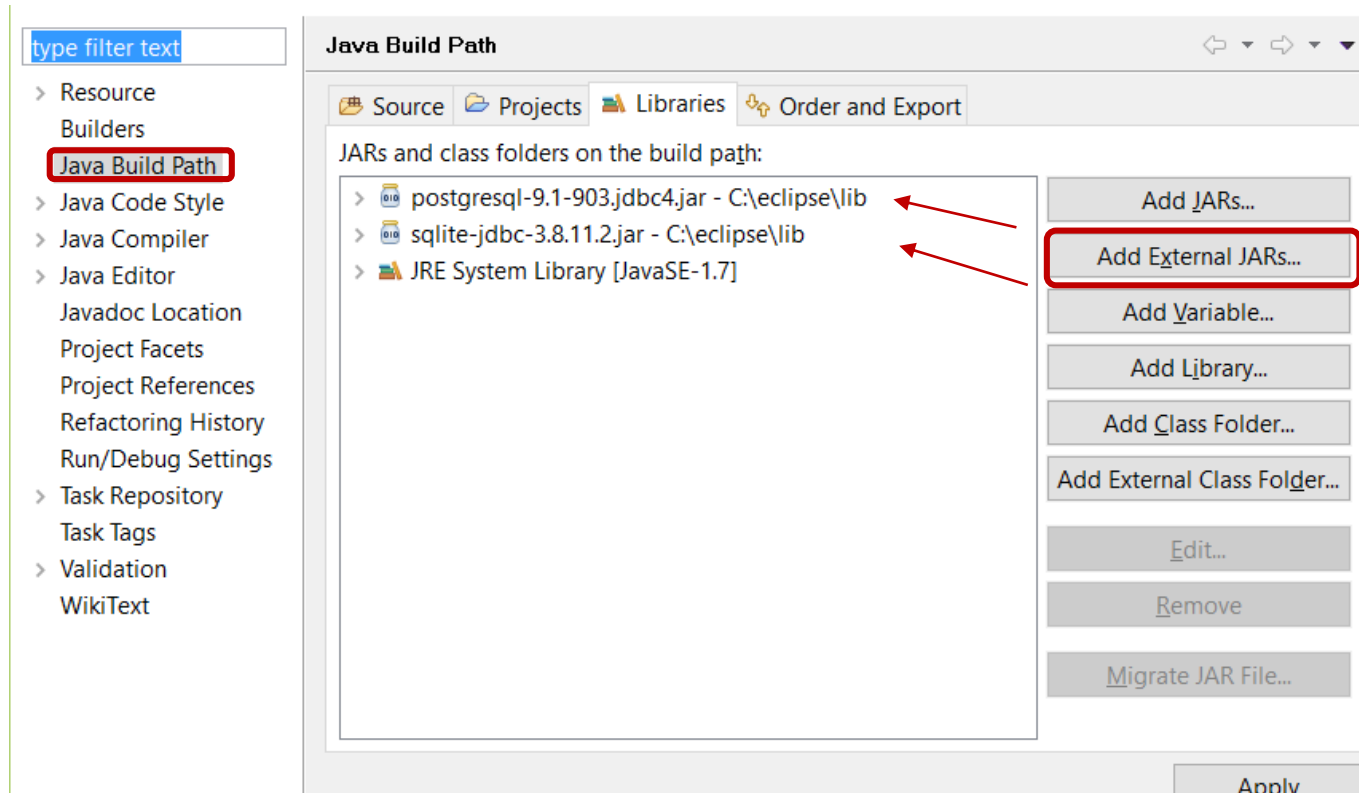 type filter text
Resource
Builders
Java Build Path
Java Code Style
Java Compiler
Java Editor
Javadoc Location
Project Facets
Project References
Refactoring History
Run/Debug Settings
Task Repository
Task Tags
Validation
WikiText
Java Build Path
Source Projects Libraries Order and Export
JARs and class folders on the build path:
postgresql-9.1-903.jdbc4.jar - C:\eclipse\lib
sqlite-jdbc-3.8.11.2.jar - C:\eclipse\lib
JRE System Library [JavaSE-1.7]
Add JARs...
Add External JARs...
Add Variable...
Add Library...
Add Class Folder...
Add External Class Folder...
Edit...
Remove
Migrate JAR File...
Apply